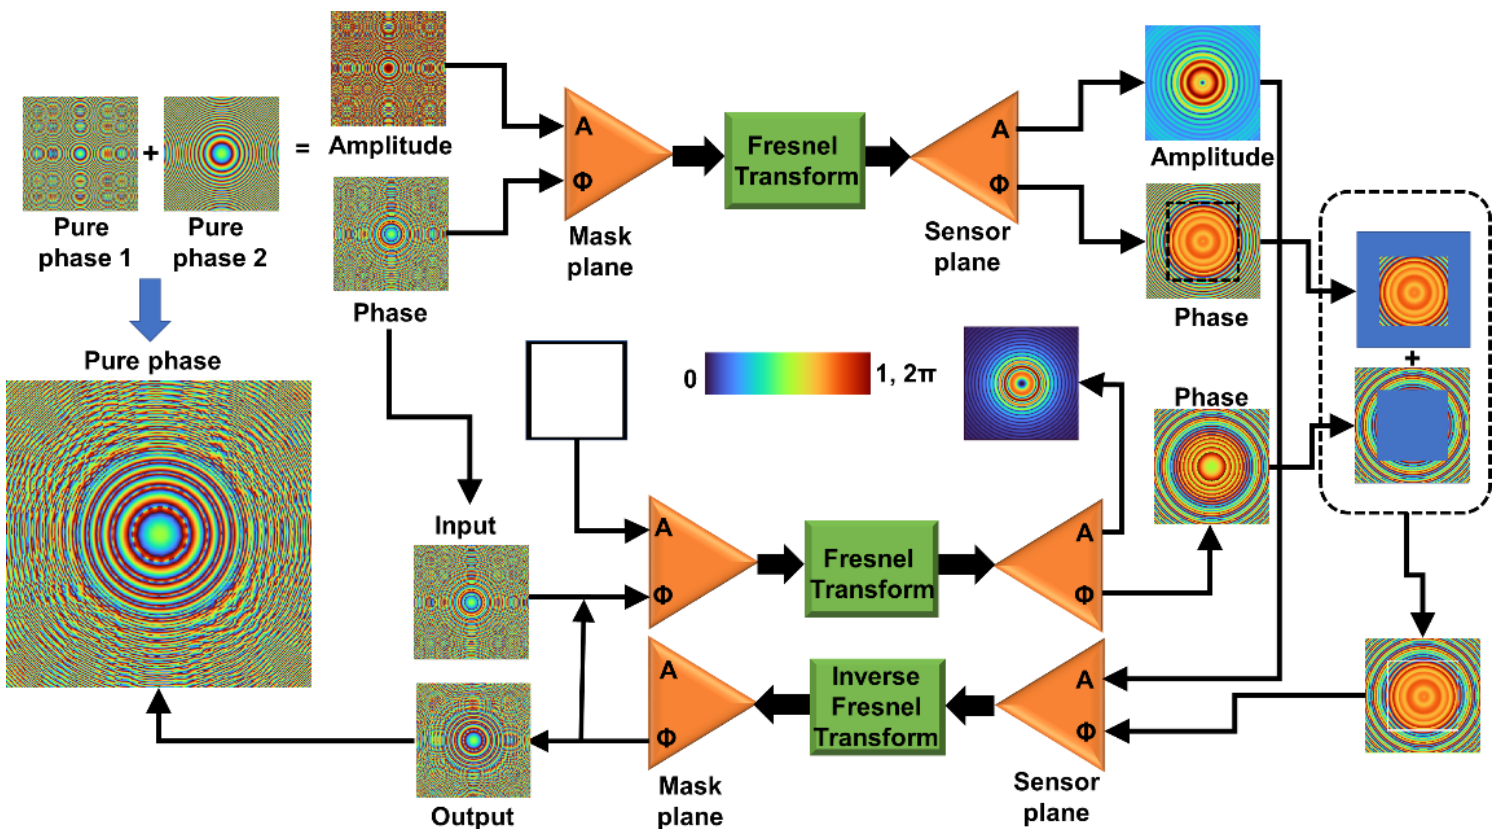 Pure
phase 1
+
Pure
phase 2
=
Amplitude
Phase
A
Φ
Mask
plane
Fresnel
Transform
A
Φ
Sensor
plane
Amplitude
Phase
+
Pure phase
0
1, 2π
Phase
Input
A
Φ
Fresnel
Transform
A
Φ
A
Φ
Mask
plane
Inverse
Fresnel
Transform
A
Φ
Sensor
plane
Output